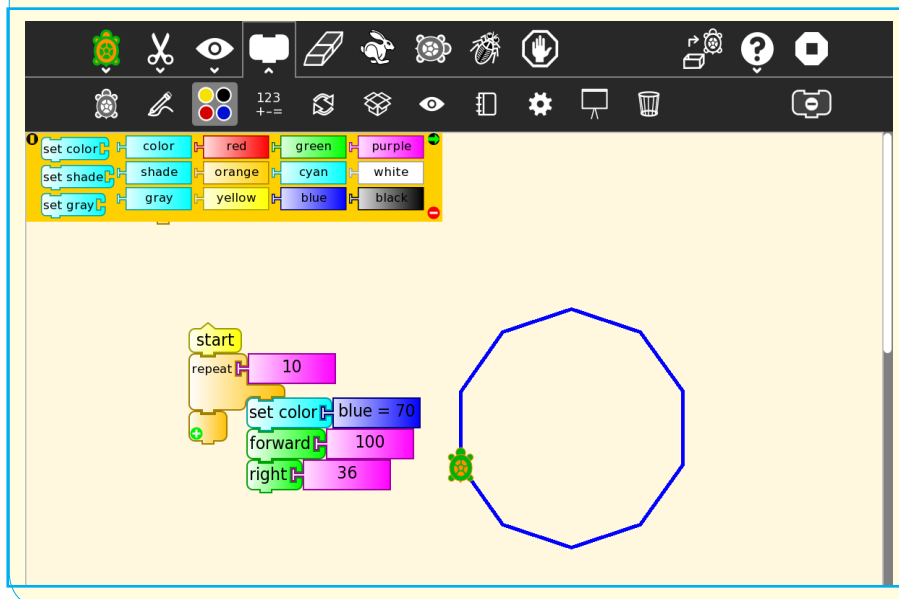 123
+-=
?
set color color red green purple
set shade shade orange cyan white
set gray gray yellow blue black
start
repeat 10
set color blue = 70
forward 100
right 36